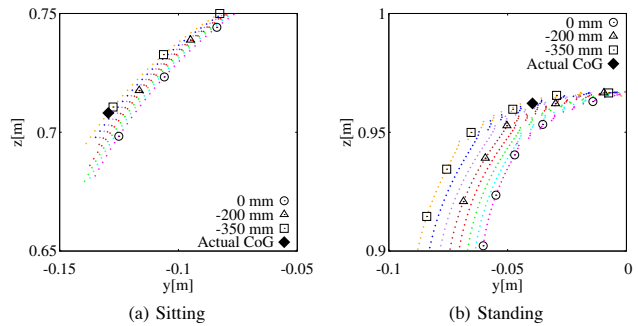 0.75
0.7
0.65
z[m]
-0.15
-0.1
-0.05
y[m]
0 mm
-200 mm
-350 mm
Actual CoG
(a) Sitting
1
0.95
0.9
z[m]
-0.1
-0.05
0
y[m]
0 mm
-200 mm
-350 mm
Actual CoG
(b) Standing